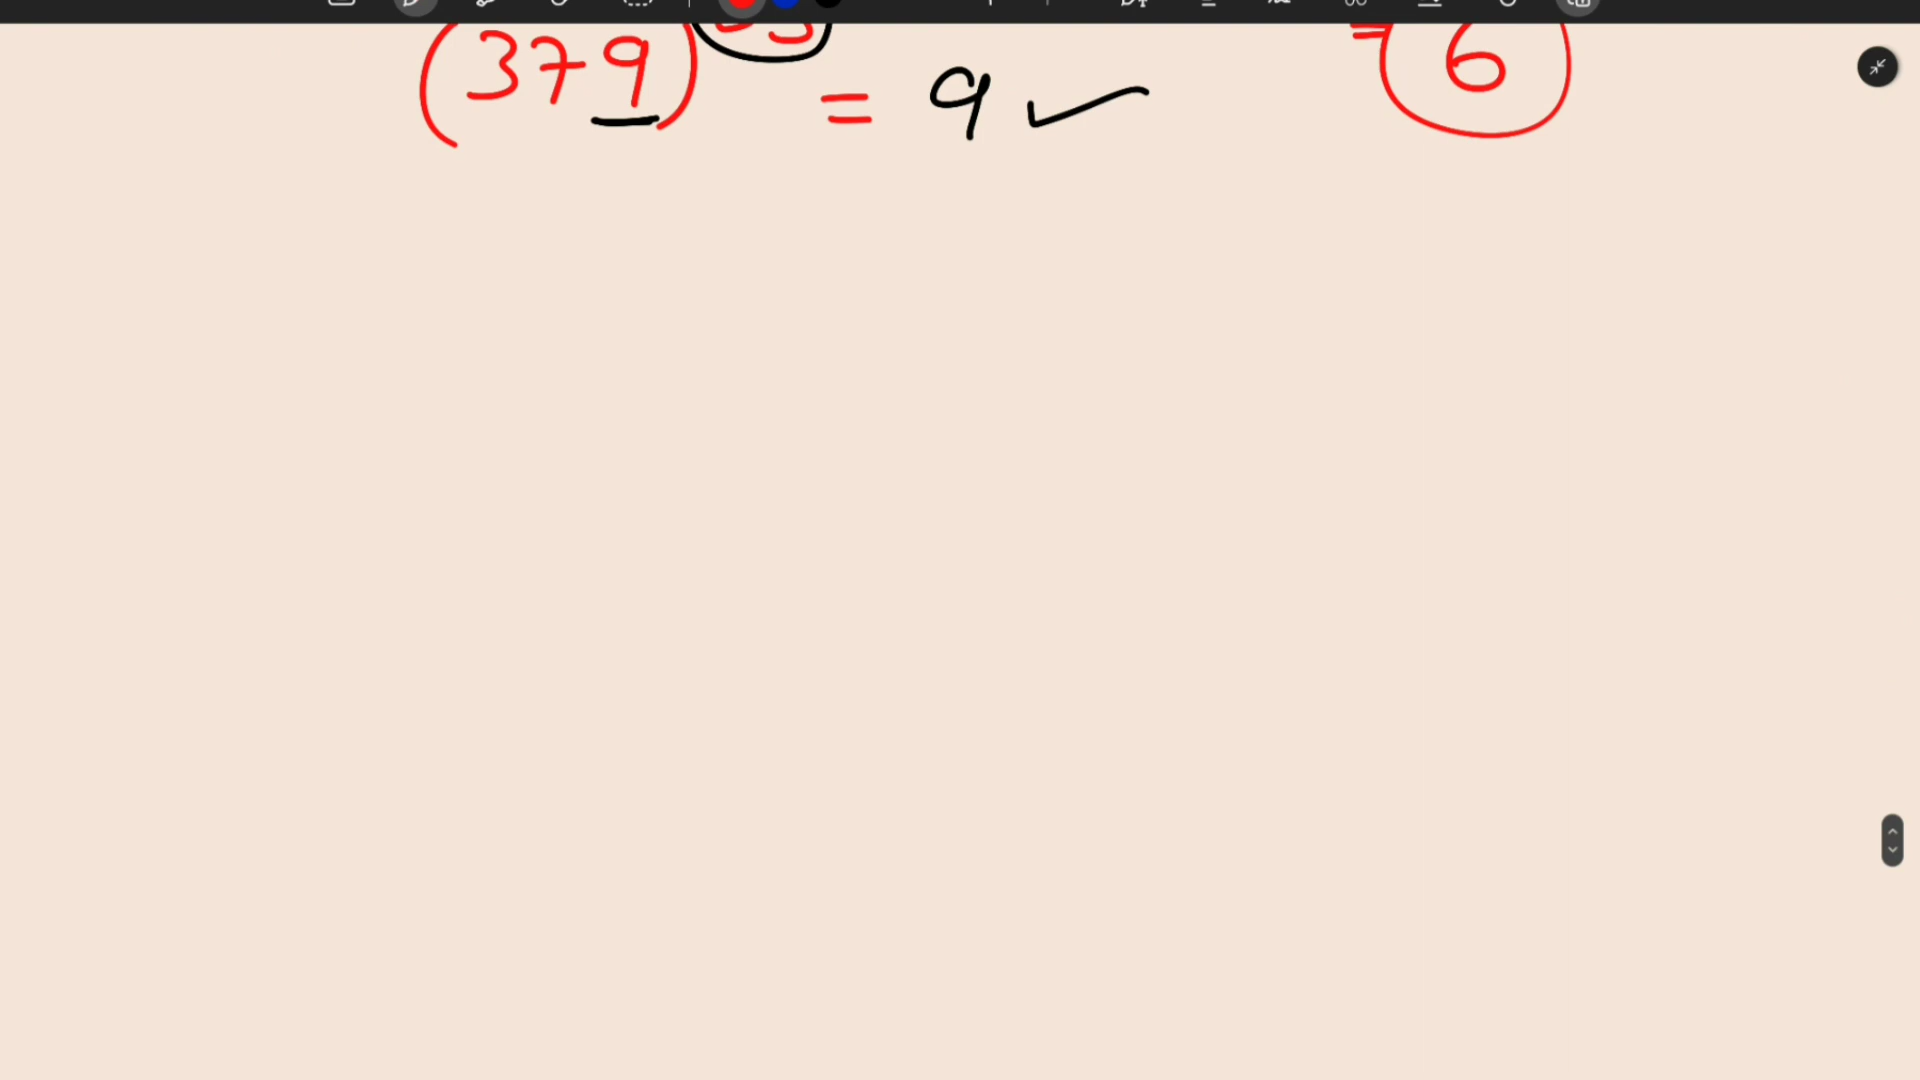 (379) = 9 ✓
= 6